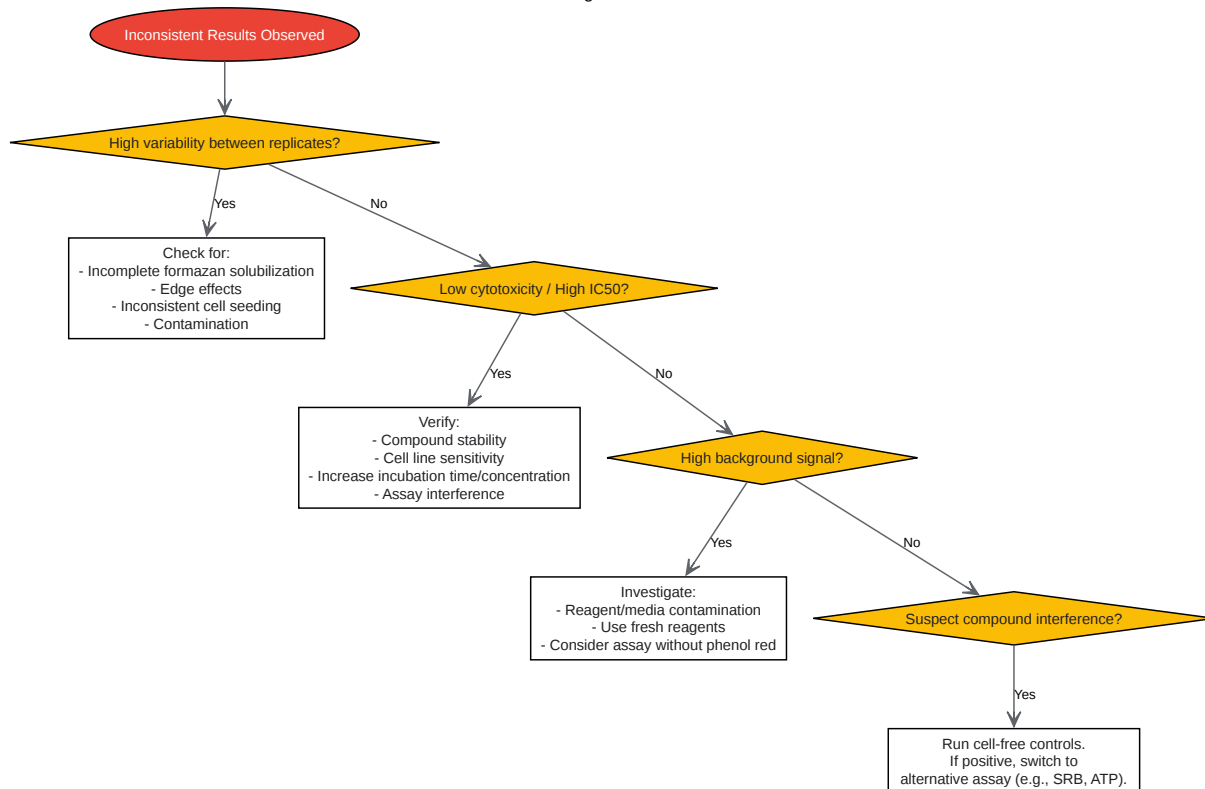 Inconsistent Results Observed
High variability between replicates?
Yes
No
Check for:
- Incomplete formazan solubilization
- Edge effects
- Inconsistent cell seeding
- Contamination
Low cytotoxicity / High IC50?
Yes
No
Verify:
- Compound stability
- Cell line sensitivity
- Increase incubation time/concentration
- Assay interference
High background signal?
Yes
No
Investigate:
- Reagent/media contamination
- Use fresh reagents
- Consider assay without phenol red
Suspect compound interference?
Yes
Run cell-free controls.
If positive, switch to
alternative assay (e.g., SRB, ATP).